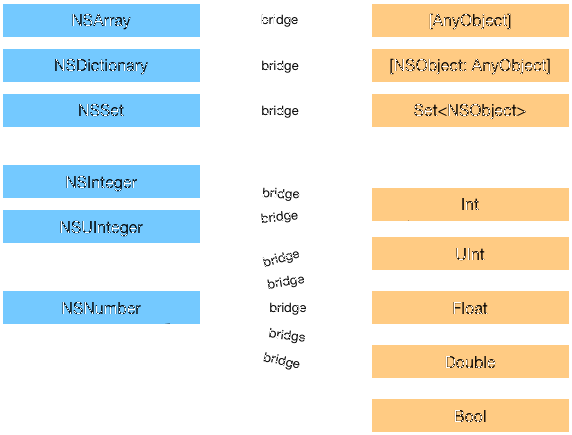 NSArray bridge [AnyObject]
NSDictionary bridge [NSObject: AnyObject]
NSSet bridge Set<NSObject>
NSInteger
bridge
Int
bridge
NSUInteger
UInt
bridge
bridge
NSNumber bridge Float
bridge
bridge
Double
Bool